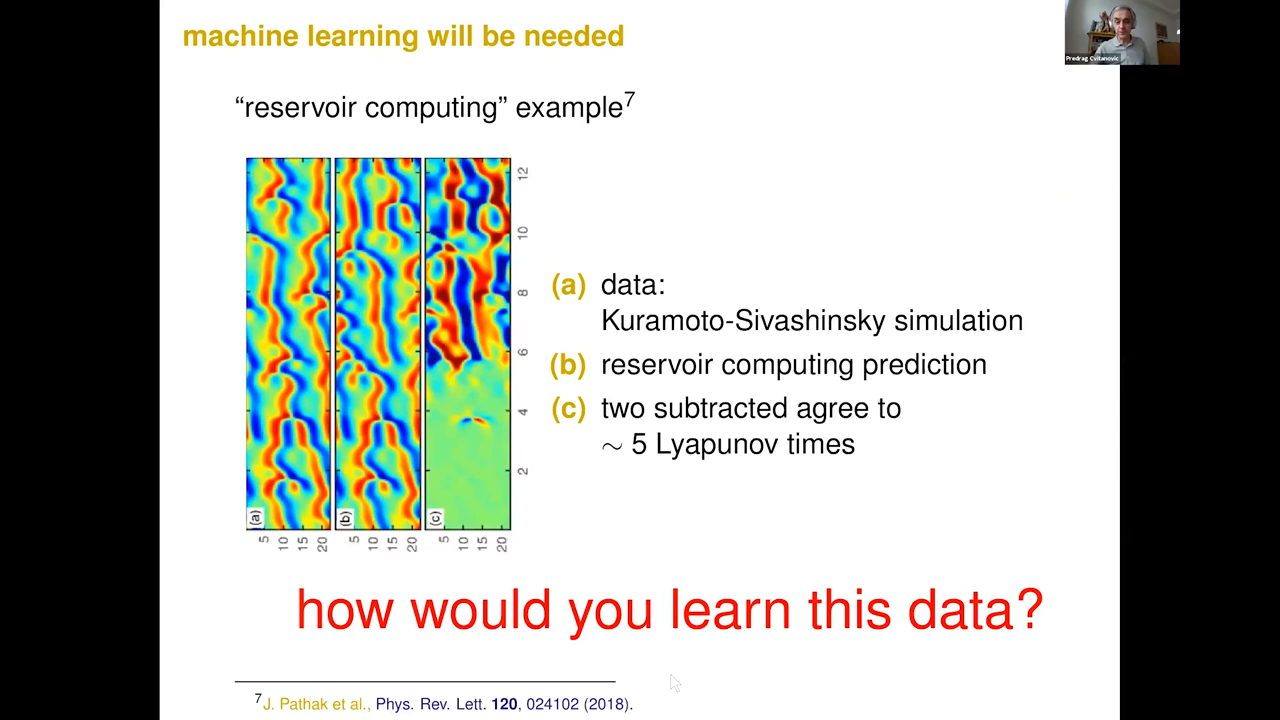 machine learning will be needed
Predrag Cvitanovic
“reservoir computing” example7
12
10
8
6
4
2
(a)
(b)
(c)
5 10 15 20 5 10 15 20 5 10 15 20
(a) data:
Kuramoto-Sivashinsky simulation
(b) reservoir computing prediction
(c) two subtracted agree to
∼ 5 Lyapunov times
how would you learn this data?
7J. Pathak et al., Phys. Rev. Lett. 120, 024102 (2018).